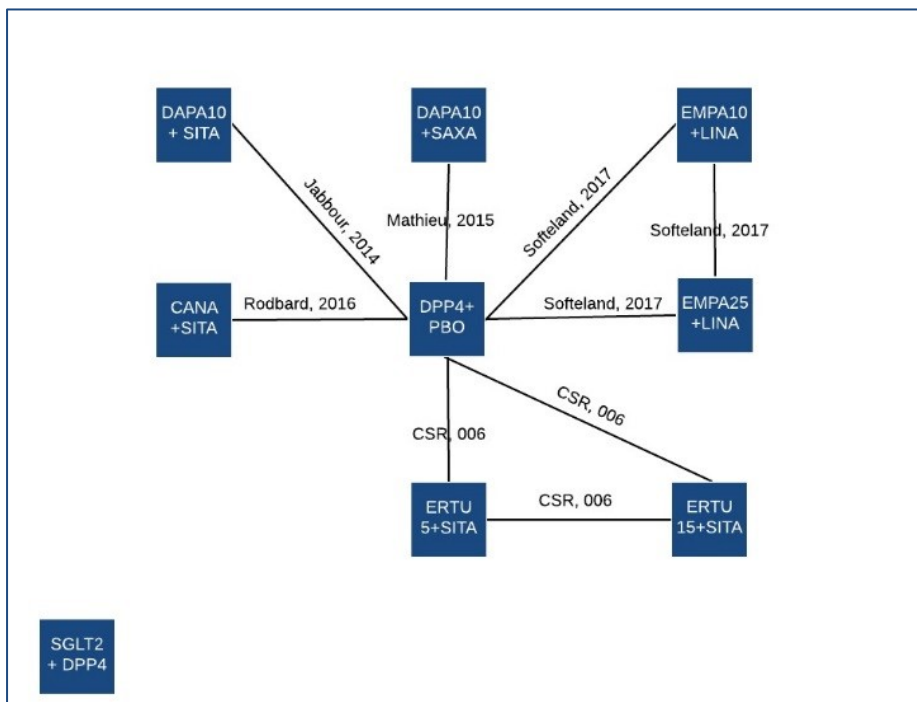 DAPA10
+ SITA
DAPA10
+SAXA
EMPA10
+LINA
Jabbour, 2014
Mathieu, 2015
Softeland, 2017
Softeland, 2017
CANA
+SITA
Rodbard, 2016
DPP4+
PBO
Softeland, 2017
EMPA25
+LINA
CSR, 006
CSR, 006
ERTU
5+SITA
CSR, 006
ERTU
15+SITA
SGLT2
+ DPP4